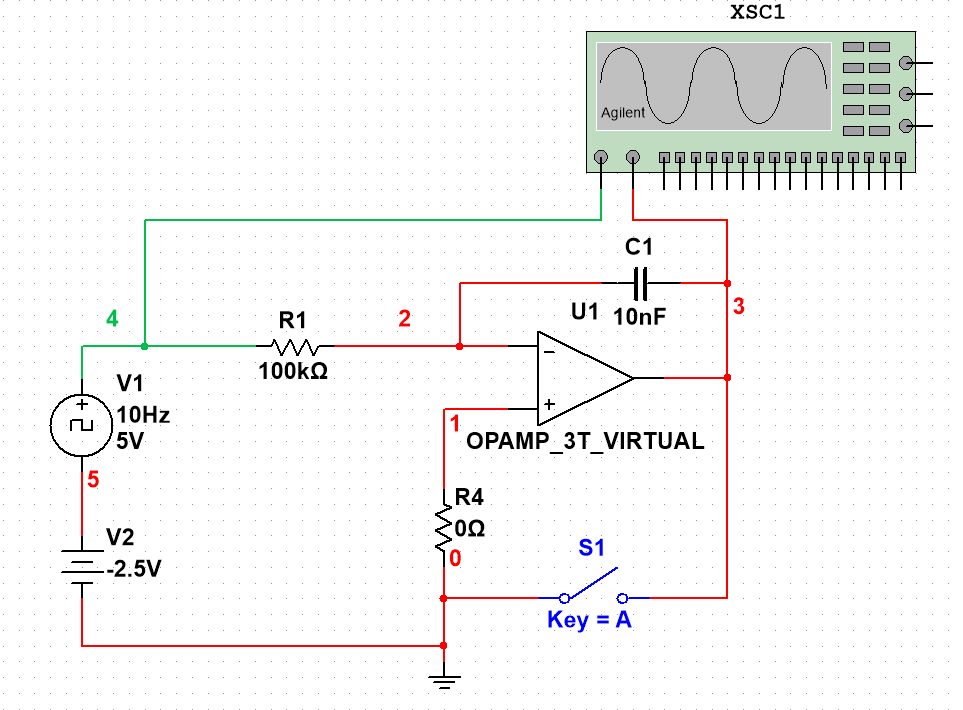 XSC1
Agilent
C1
10nF
3
U1
4
R1
100kΩ
2
V1
10Hz
5V
1
OPAMP_3T_VIRTUAL
5
R4
0Ω
0
V2
-2.5V
S1
Key = A